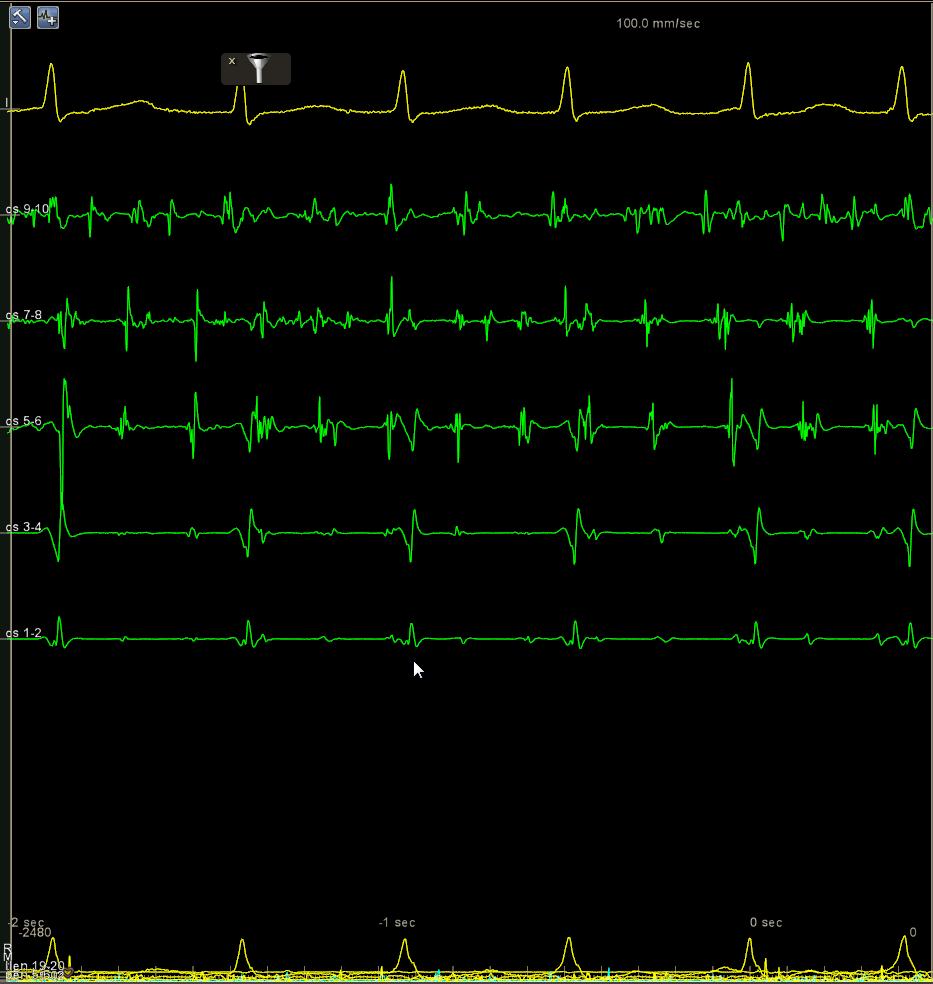 100.0 mm/sec
x
I
cs 9-10
cs 7-8
cs 5-6
cs 3-4
cs 1-2
-2 sec
-1 sec
0 sec
-2480
0